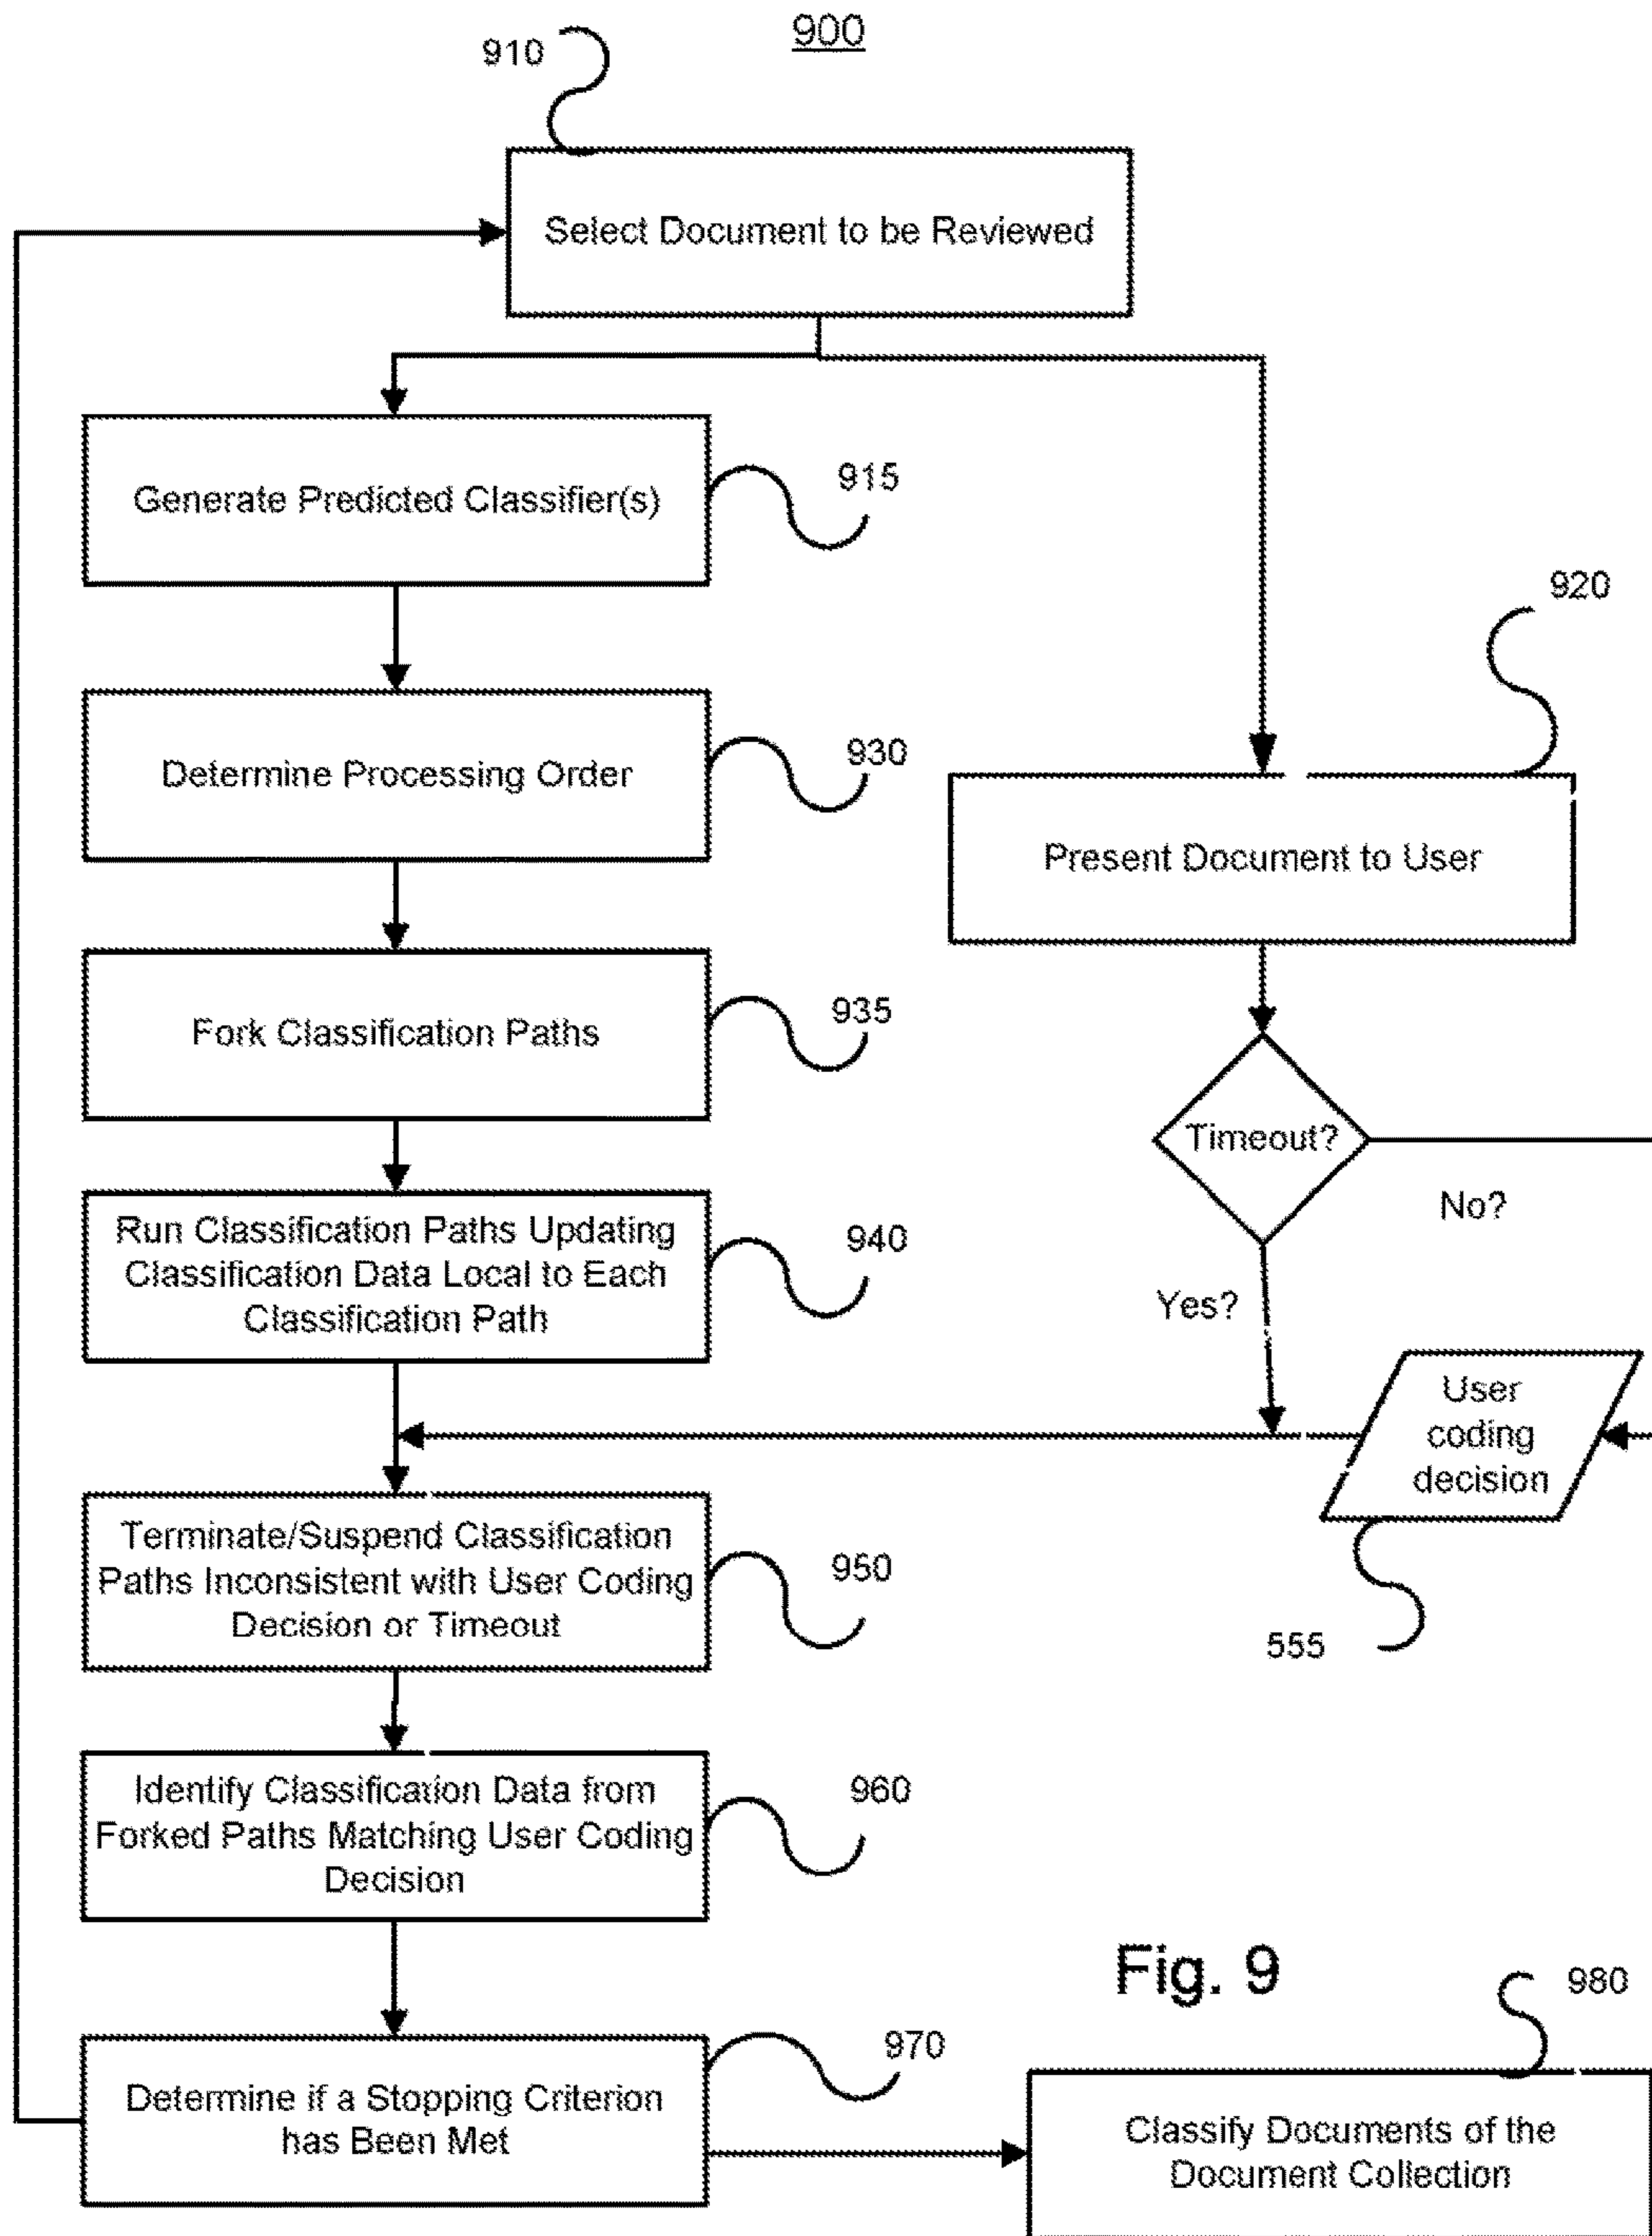 900
910
Select Document to be Reviewed
Generate Predicted Classifier(s)
915
920
Determine Processing Order
930
Present Document to User
Fork Classification Paths
935
Timeout?
No?
Run Classification Paths Updating
Classification Data Local to Each
Classification Path
940
Yes?
User
coding
decision
555
Terminate/Suspend Classification
Paths Inconsistent with User Coding
Decision or Timeout
950
Identify Classification Data from
Forked Paths Matching User Coding
Decision
960
Fig. 9
980
Determine if a Stopping Criterion
has Been Met
970
Classify Documents of the
Document Collection